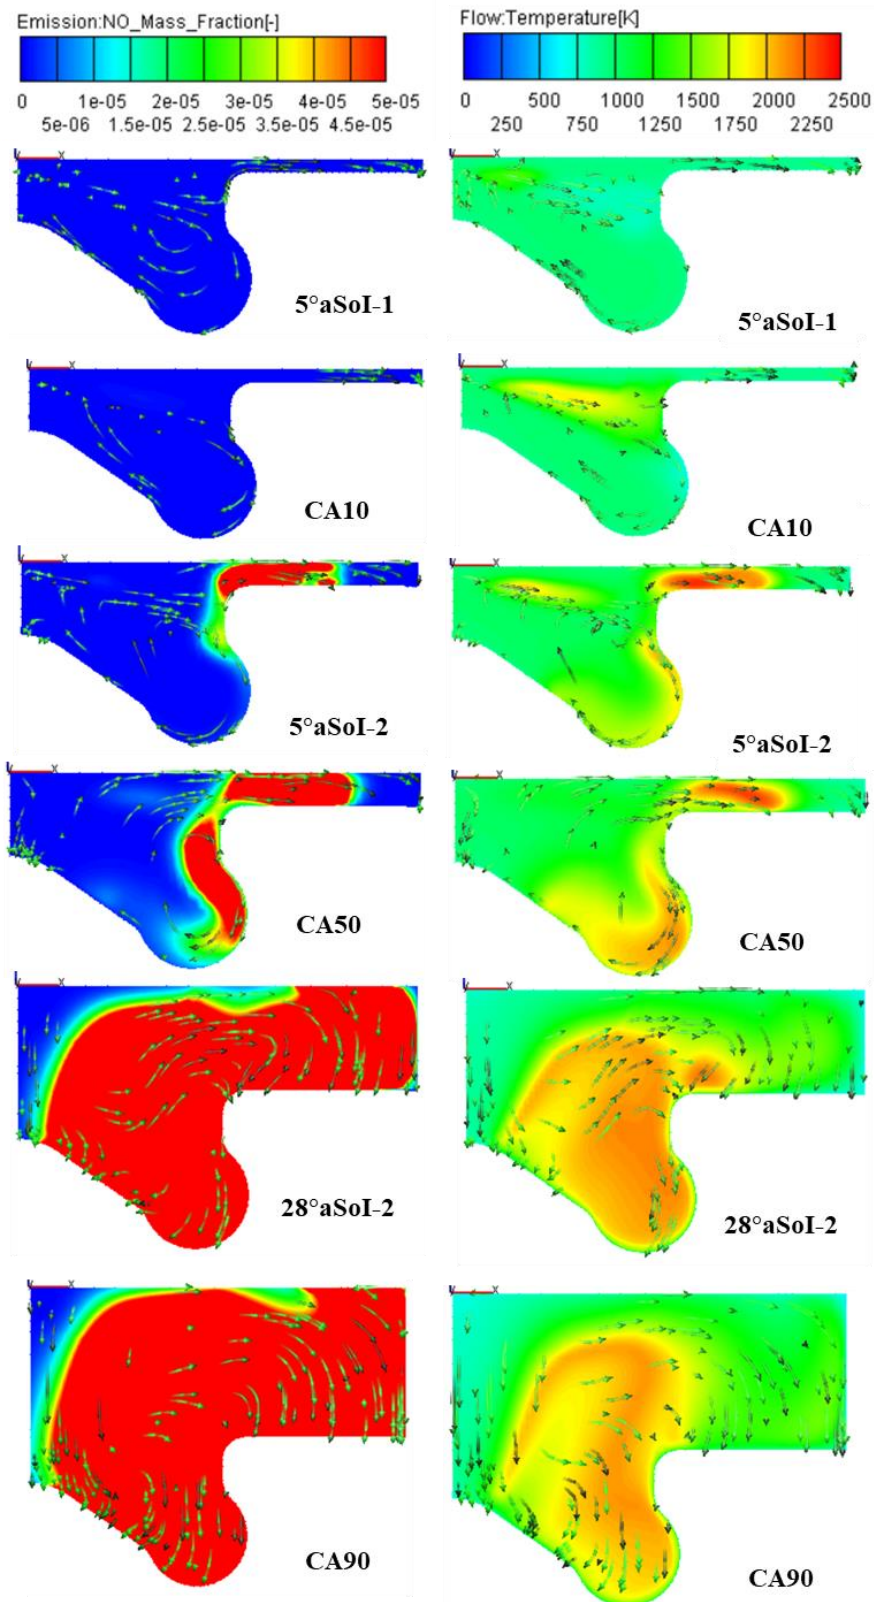 Emission:NO_Mass_Fraction[-]
0 1e-05 2e-05 3e-05 4e-05 5e-05
5e-06 1.5e-05 2.5e-05 3.5e-05 4.5e-05
Flow:Temperature[K]
0 500 1000 1500 2000 2500
250 750 1250 1750 2250
x
x
5°aSoI-1
5°aSoI-1
x
x
CA10
CA10
x
x
5°aSoI-2
5°aSoI-2
x
x
CA50
CA50
x
x
28°aSoI-2
28°aSoI-2
x
x
CA90
CA90